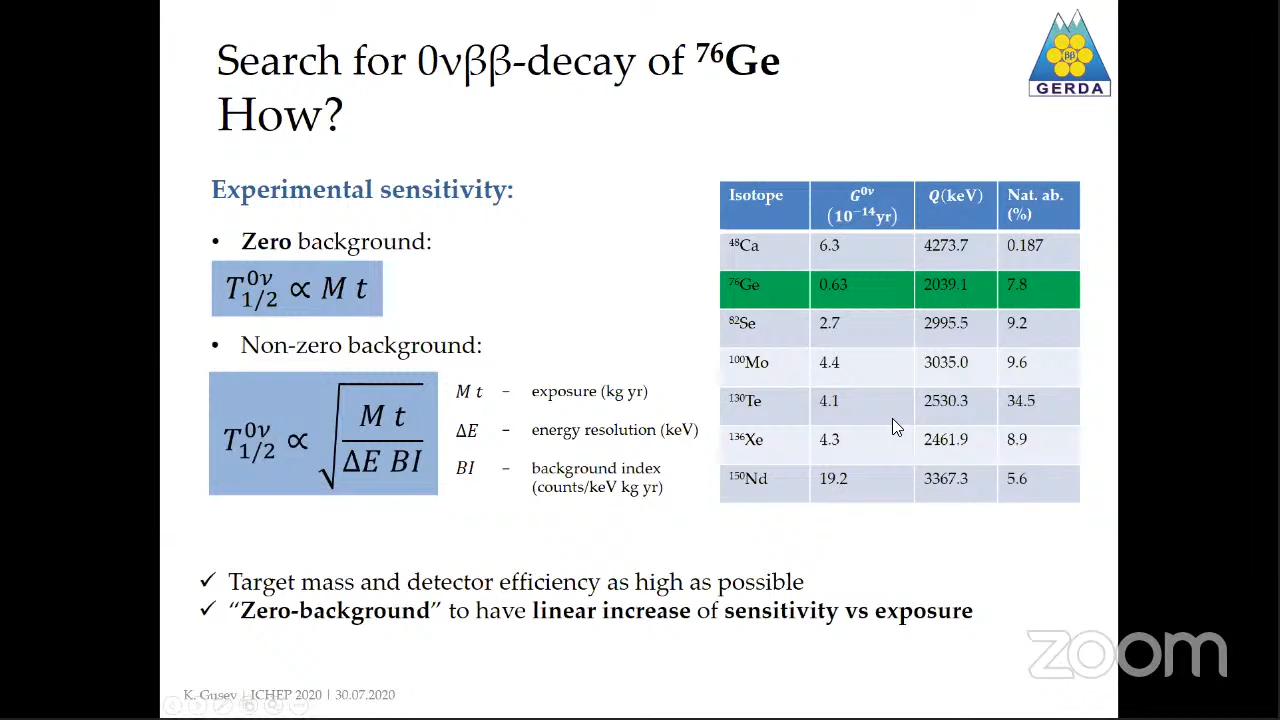 Search for 0νββ-decay of ⁷⁶Ge
How?
ββ
GERDA
Experimental sensitivity:
• Zero background:
T^{0ν}_{1/2} ∝ M t
• Non-zero background:
T^{0ν}_{1/2} ∝ √(M t / ΔE BI)
M t – exposure (kg yr)
ΔE – energy resolution (keV)
BI – background index
(counts/keV kg yr)
Isotope G^{0ν} (10⁻¹⁴yr) Q(keV) Nat. ab. (%)
⁴⁸Ca 6.3 4273.7 0.187
⁷⁶Ge 0.63 2039.1 7.8
⁸²Se 2.7 2995.5 9.2
¹⁰⁰Mo 4.4 3035.0 9.6
¹³⁰Te 4.1 2530.3 34.5
¹³⁶Xe 4.3 2461.9 8.9
¹⁵⁰Nd 19.2 3367.3 5.6
✓ Target mass and detector efficiency as high as possible
✓ “Zero-background” to have linear increase of sensitivity vs exposure
zoom
K. Gusev | ICHEP 2020 | 30.07.2020